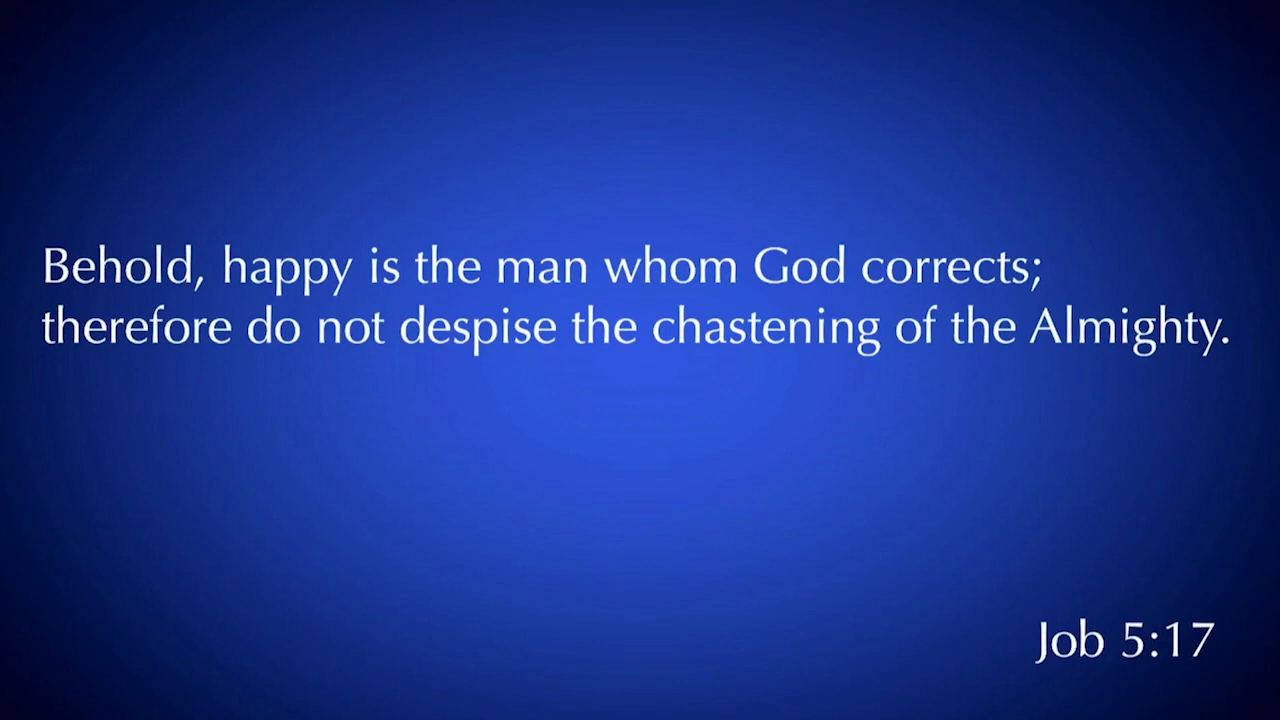 Behold, happy is the man whom God corrects;
therefore do not despise the chastening of the Almighty.
Job 5:17